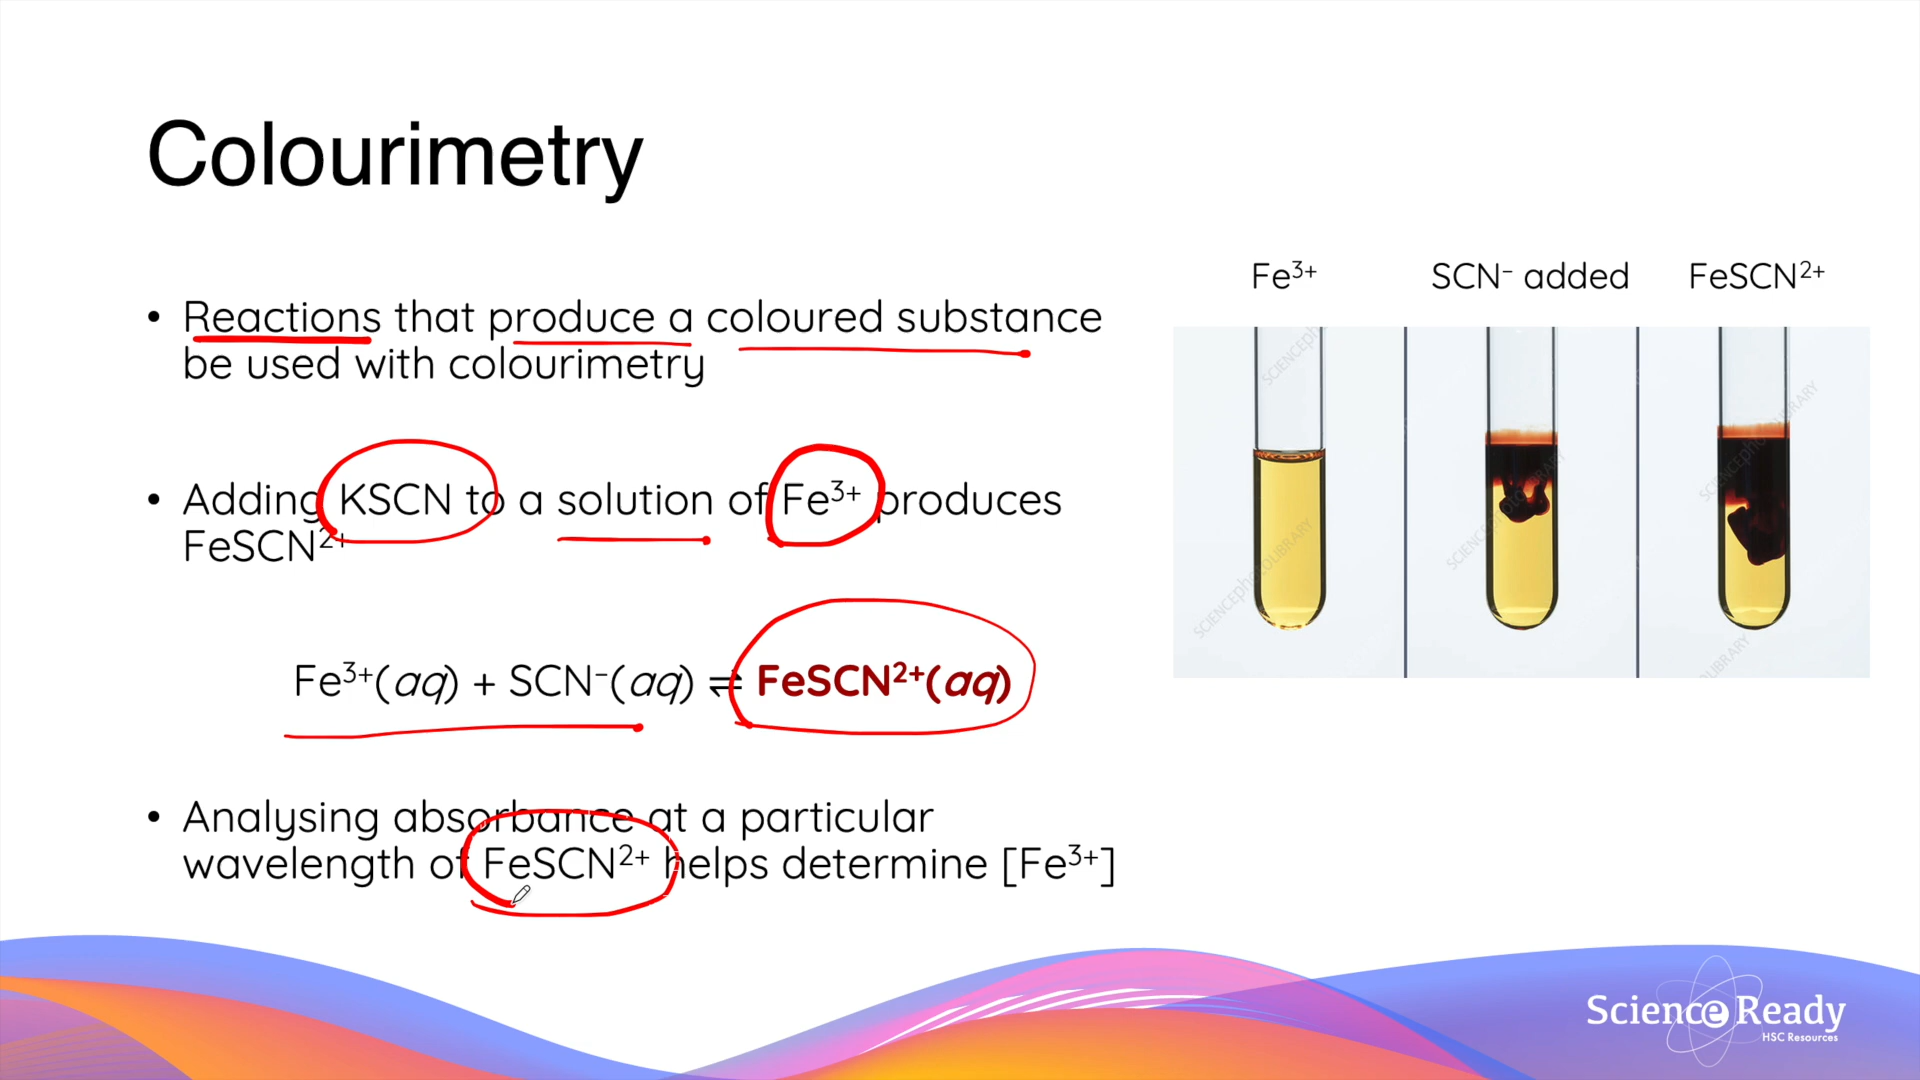 Colourimetry
• Reactions that produce a coloured substance
be used with colourimetry
• Adding KSCN to a solution of Fe³⁺ produces
FeSCN²⁺
Fe³⁺(aq) + SCN⁻(aq) ⇌ FeSCN²⁺(aq)
• Analysing absorbance at a particular
wavelength of FeSCN²⁺ helps determine [Fe³⁺]
Fe³⁺
SCN⁻ added
FeSCN²⁺
SCIENCEphOTOLIBRARY
Science Ready
HSC Resources